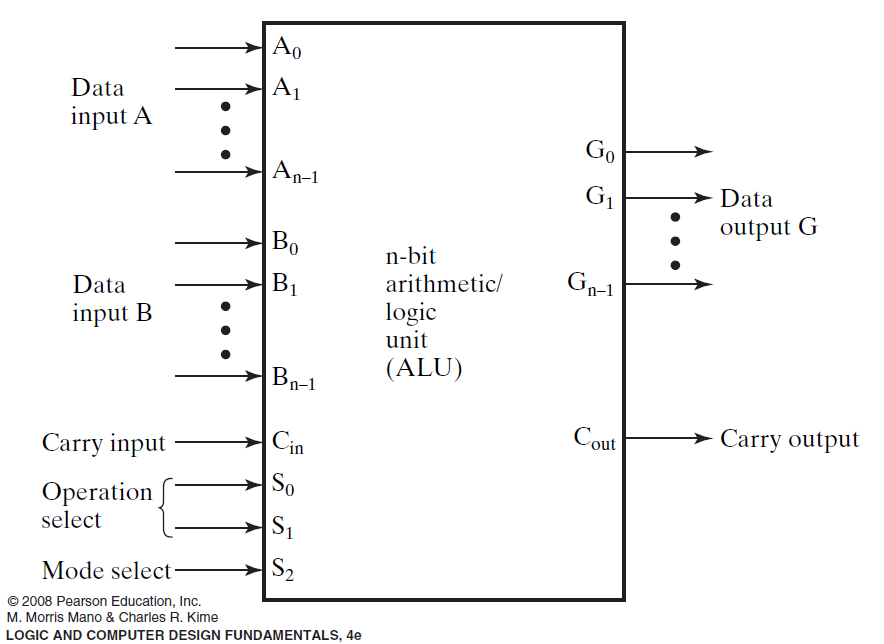 Data
input A
A0
A1
An–1
Data
input B
B0
B1
Bn–1
Carry input
Cin
Operation
select
S0
S1
Mode select
S2
n-bit
arithmetic/
logic
unit
(ALU)
G0
G1
Gn–1
Data
output G
Cout
Carry output
© 2008 Pearson Education, Inc.
M. Morris Mano & Charles R. Kime
LOGIC AND COMPUTER DESIGN FUNDAMENTALS, 4e